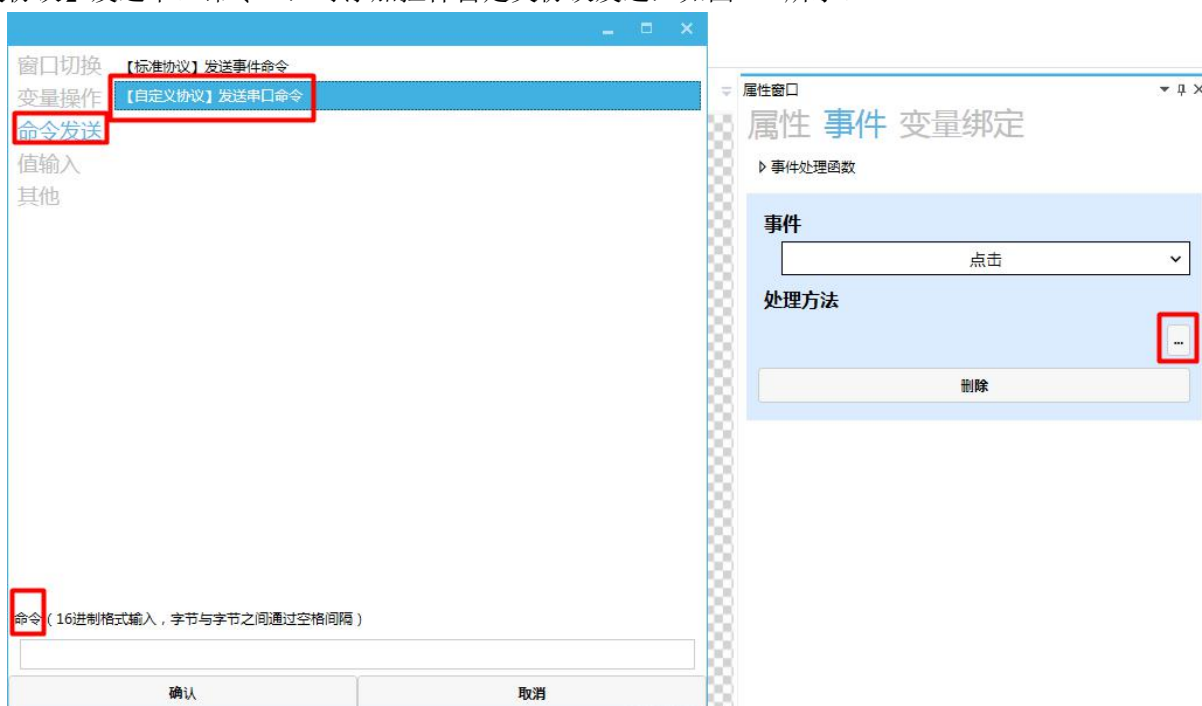 窗口切换
【标准协议】发送事件命令
变量操作
【自定义协议】发送串口命令
命令发送
值输入
其他
命令（16进制格式输入，字节与字节之间通过空格间隔）
确认
取消
属性窗口
属性 事件 变量绑定
事件处理函数
事件
点击
处理方法
...
删除